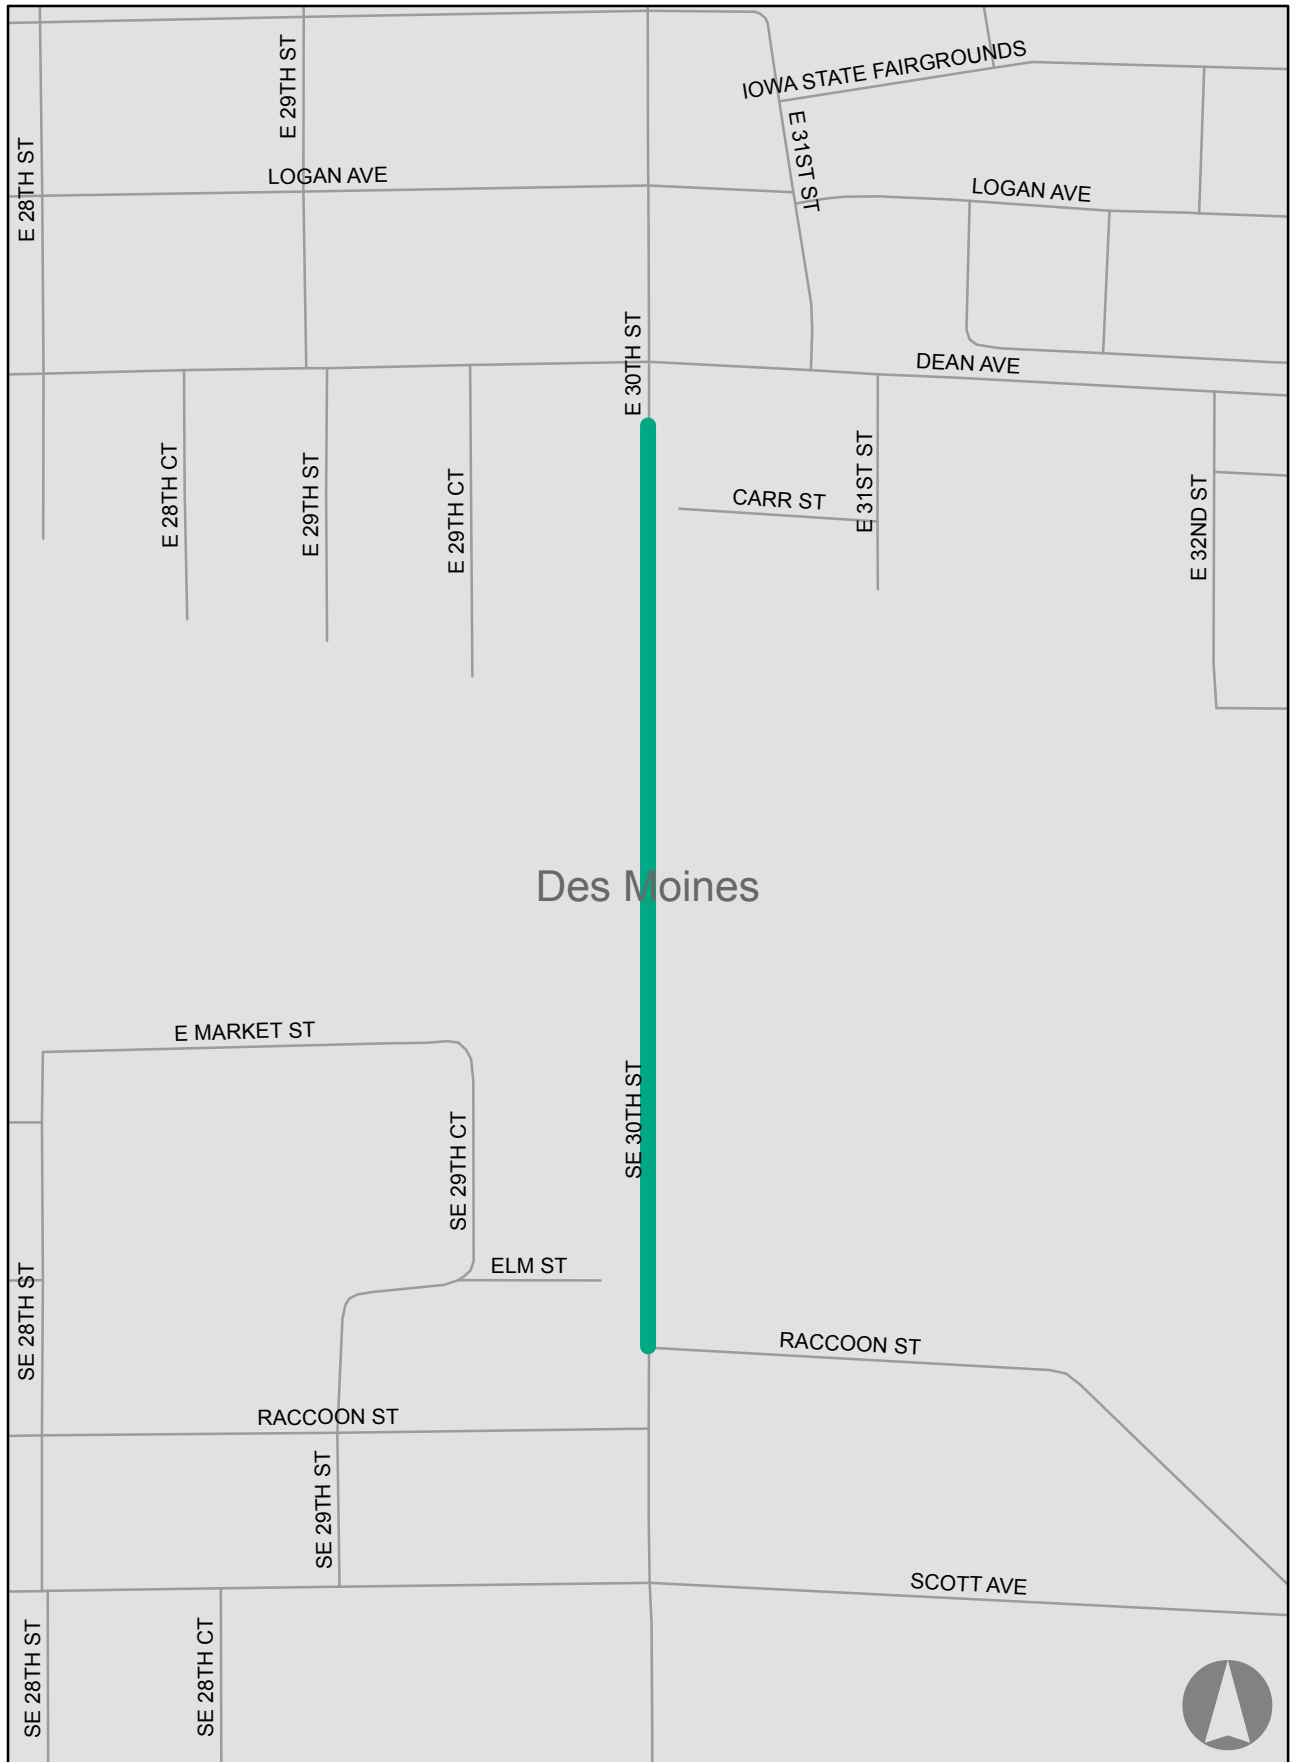 E 29TH ST
IOWA STATE FAIRGROUNDS
E 28TH ST
E 31ST ST
LOGAN AVE
LOGAN AVE
E 30TH ST
DEAN AVE
E 28TH CT
E 29TH ST
E 29TH CT
CARR ST
E 31ST ST
E 32ND ST
Des Moines
E MARKET ST
SE 30TH ST
SE 29TH CT
ELM ST
SE 28TH ST
RACCOON ST
RACCOON ST
SE 29TH ST
SCOTT AVE
SE 28TH ST
SE 28TH CT